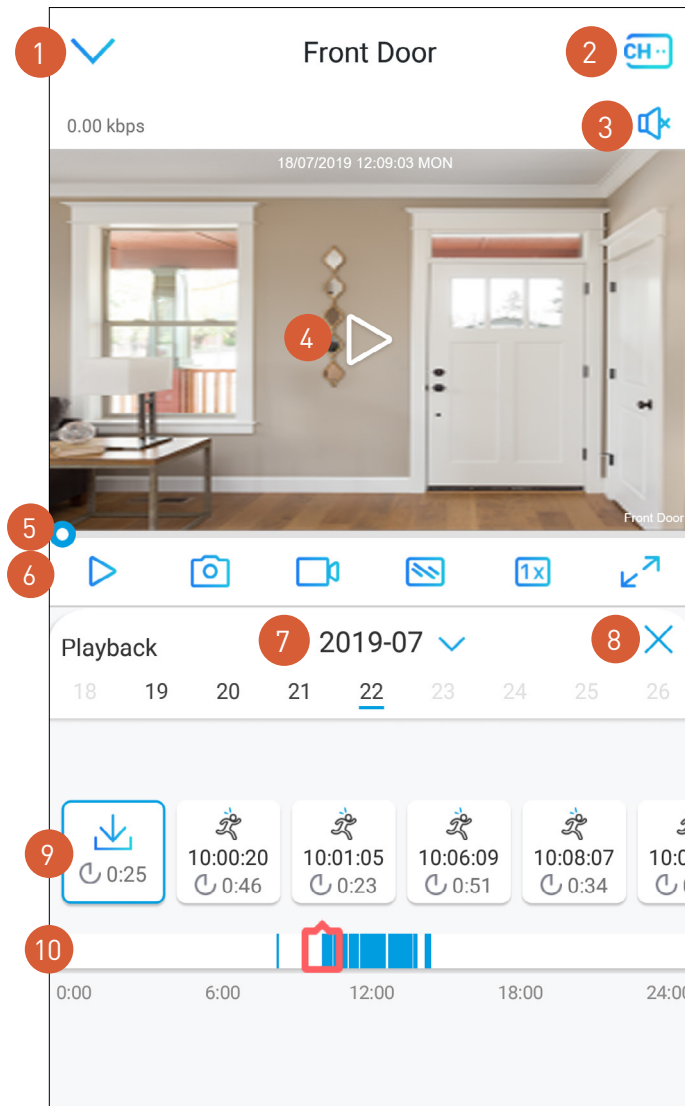 1 Front Door 2 CH
0.00 kbps 3
18/07/2019 12:09:03 MON
4
Front Door
5
6 1x
Playback 7 2019-07 8
18 19 20 21 22 23 24 25 26
10:00:20 10:01:05 10:06:09 10:08:07
9 0:25 0:46 0:23 0:51 0:34
10
0:00 6:00 12:00 18:00 24:00